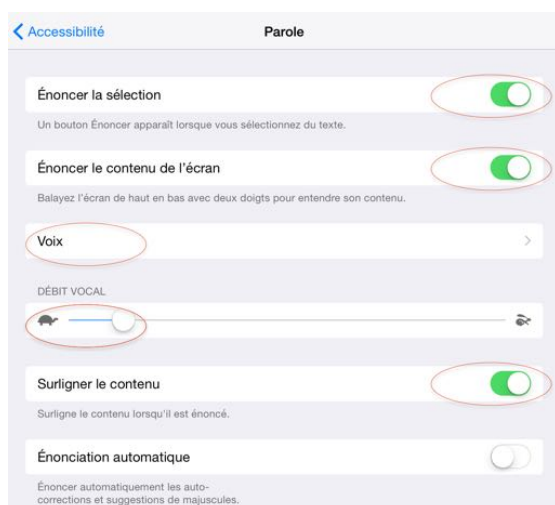 Accessibilité
Parole
Énoncer la sélection
Un bouton Énoncer apparaît lorsque vous sélectionnez du texte.
Énoncer le contenu de l'écran
Balayez l'écran de haut en bas avec deux doigts pour entendre son contenu.
Voix
DÉBIT VOCAL
Surligner le contenu
Surligne le contenu lorsqu'il est énoncé.
Énonciation automatique
Énoncer automatiquement les auto-
corrections et suggestions de majuscules.